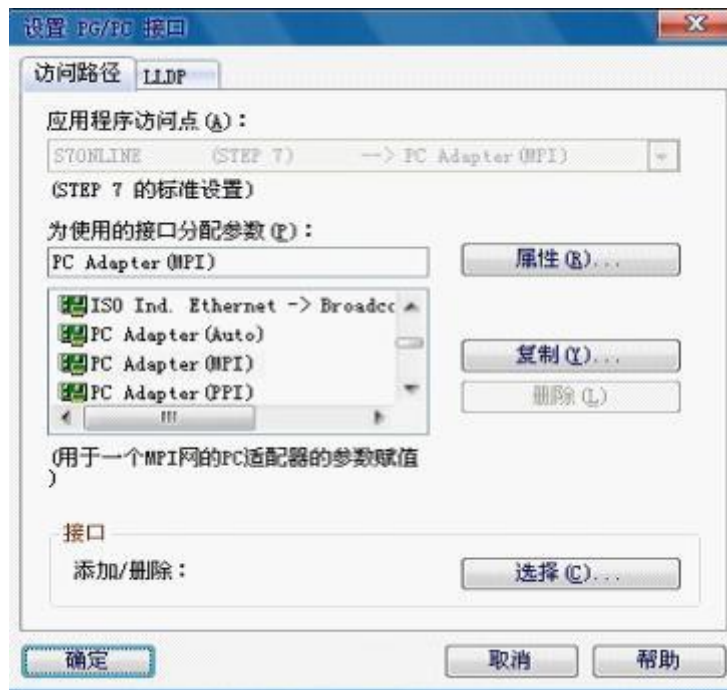 设置 PG/PC 接口
访问路径 LLDP
应用程序访问点(A)：
S7ONLINE (STEP 7) --> PC Adapter(MPI)
(STEP 7 的标准设置)
为使用的接口分配参数(P)：
PC Adapter(MPI)
属性(R)...
ISO Ind. Ethernet -> Broadcc
PC Adapter(Auto)
PC Adapter(MPI)
PC Adapter(PPI)
复制(Y)...
删除(L)
(用于一个MPI网的PC适配器的参数赋值
)
接口
添加/删除：
选择(C)...
确定 取消 帮助